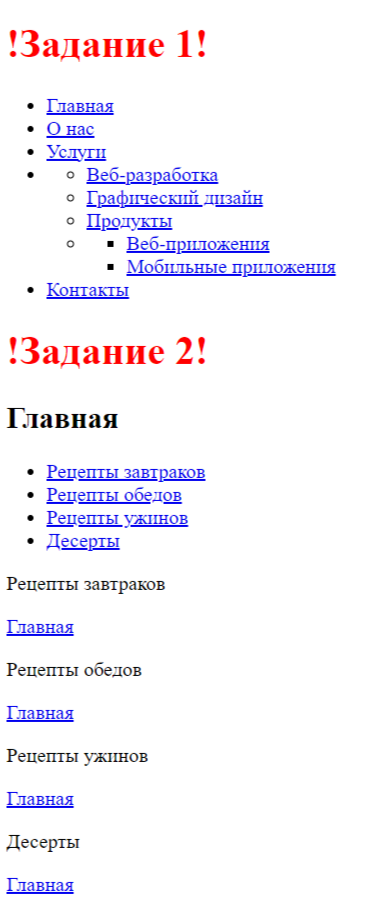 !Задание 1!
Главная
О нас
Услуги
Веб-разработка
Графический дизайн
Продукты
Веб-приложения
Мобильные приложения
Контакты
!Задание 2!
Главная
Рецепты завтраков
Рецепты обедов
Рецепты ужинов
Десерты
Рецепты завтраков
Главная
Рецепты обедов
Главная
Рецепты ужинов
Главная
Десерты
Главная